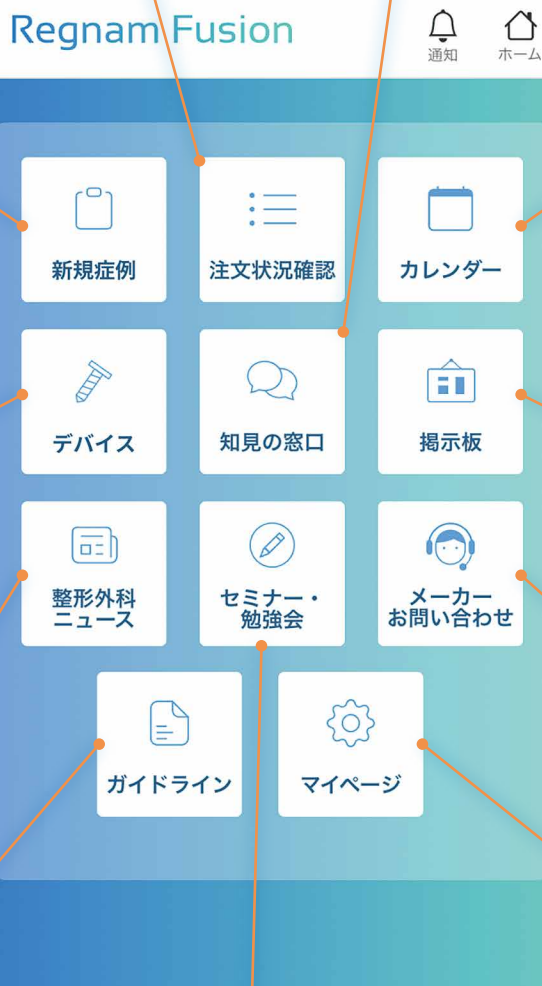 Regnam Fusion
通知
ホーム
新規症例
注文状況確認
カレンダー
デバイス
知見の窓口
掲示板
整形外科
ニュース
セミナー・
勉強会
メーカー
お問い合わせ
ガイドライン
マイページ